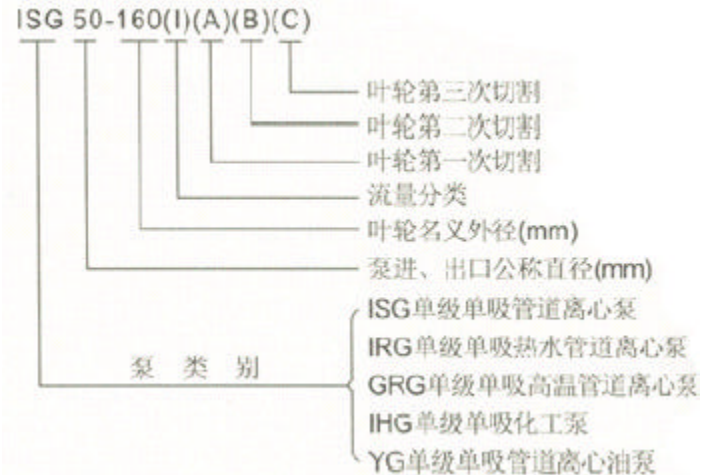 ISG 50-160(I)(A)(B)(C)
叶轮第三次切割
叶轮第二次切割
叶轮第一次切割
流量分类
叶轮名义外径(mm)
泵进、出口公称直径(mm)
泵类别
ISG单级单吸管道离心泵
IRG单级单吸热水管道离心泵
GRG单级单吸高温管道离心泵
IHG单级单吸化工泵
YG单级单吸管道离心油泵